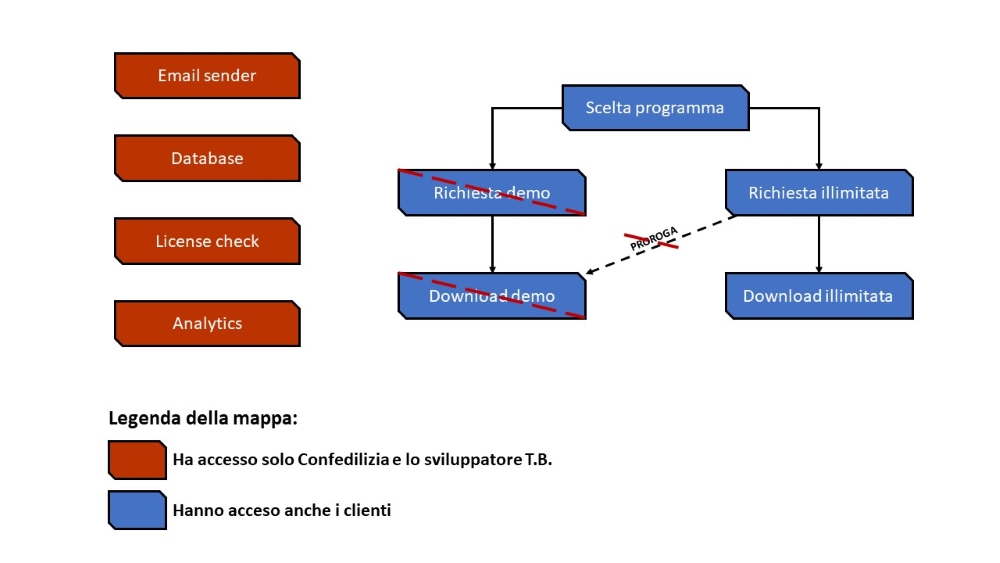 Email sender
Database
License check
Analytics
Scelta programma
Richiesta demo
Richiesta illimitata
PROROGA
Download demo
Download illimitata
Legenda della mappa:
Ha accesso solo Confedilizia e lo sviluppatore T.B.
Hanno acceso anche i clienti